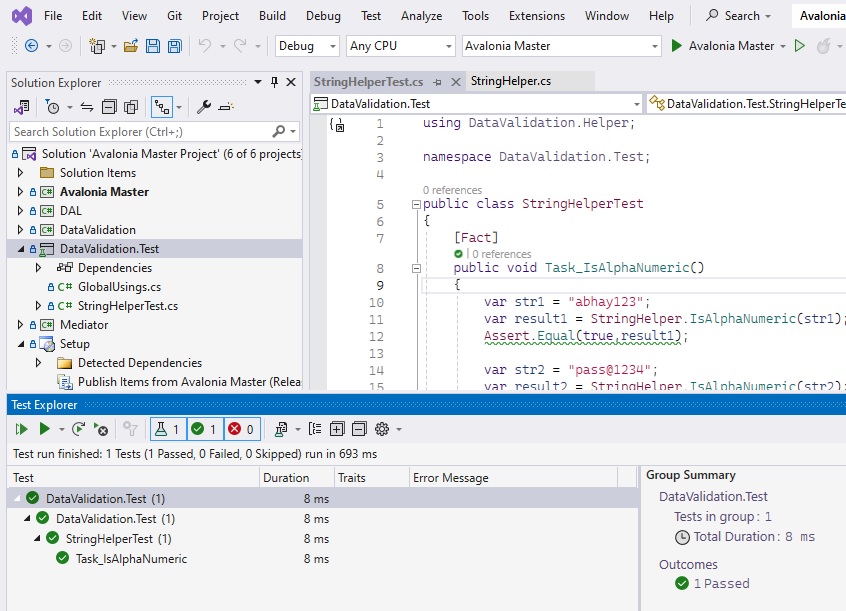 File Edit View Git Project Build Debug Test Analyze Tools Extensions Window Help Search Avalonia
Debug Any CPU Avalonia Master Avalonia Master
Solution Explorer
Search Solution Explorer (Ctrl+;)
Solution 'Avalonia Master Project' (6 of 6 projects
Solution Items
C# Avalonia Master
C# DAL
C# DataValidation
DataValidation.Test
Dependencies
C# GlobalUsings.cs
C# StringHelperTest.cs
C# Mediator
Setup
Detected Dependencies
Publish Items from Avalonia Master (Relea
StringHelperTest.cs StringHelper.cs
DataValidation.Test DataValidation.Test.StringHelperTe
1 using DataValidation.Helper;
2
3 namespace DataValidation.Test;
4
0 references
5 public class StringHelperTest
6 {
7 [Fact]
| 0 references
8 public void Task_IsAlphaNumeric()
9 {
10 var str1 = "abhay123";
11 var result1 = StringHelper.IsAlphaNumeric(str1);
12 Assert.Equal(true,result1);
13
14 var str2 = "pass@1234";
15 var result2 = StringHelper.IsAlphaNumeric(str2);
Test Explorer
1 1 0
Test run finished: 1 Tests (1 Passed, 0 Failed, 0 Skipped) run in 693 ms
Test Duration Traits Error Message
DataValidation.Test (1) 8 ms
DataValidation.Test (1) 8 ms
StringHelperTest (1) 8 ms
Task_IsAlphaNumeric 8 ms
Group Summary
DataValidation.Test
Tests in group: 1
Total Duration: 8 ms
Outcomes
1 Passed